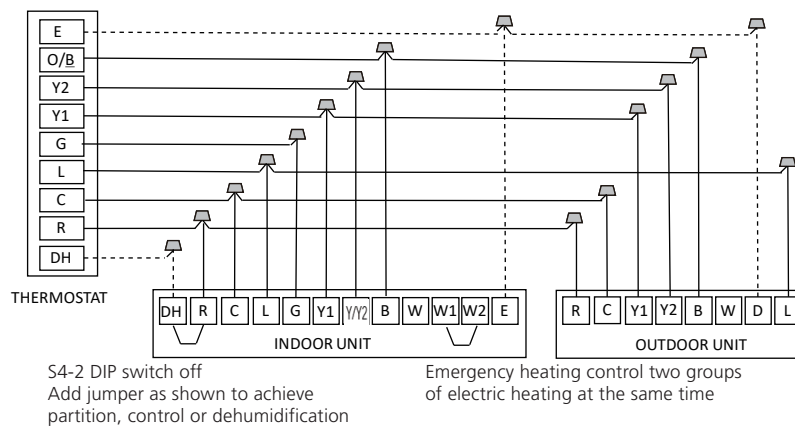 E
O/B
Y2
Y1
G
L
C
R
DH
THERMOSTAT
DH R C L G Y1 Y/Y2 B W W1 W2 E
INDOOR UNIT
R C Y1 Y2 B W D L
OUTDOOR UNIT
S4-2 DIP switch off
Add jumper as shown to achieve
partition, control or dehumidification
Emergency heating control two groups
of electric heating at the same time